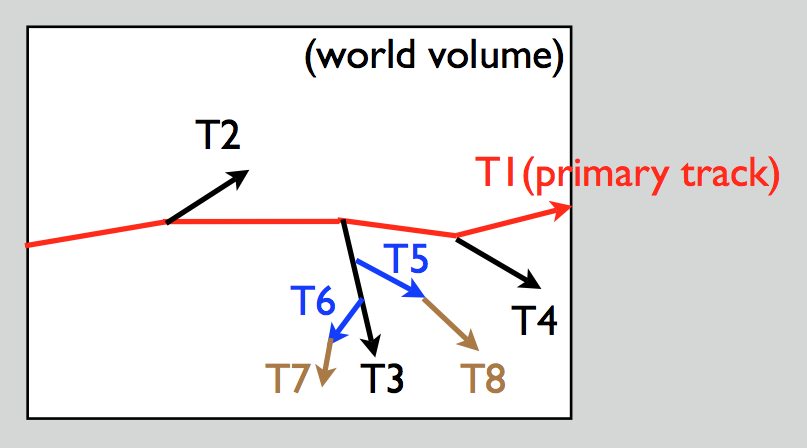 (world volume)
T2
T1(primary track)
T5
T6
T4
T7
T3
T8